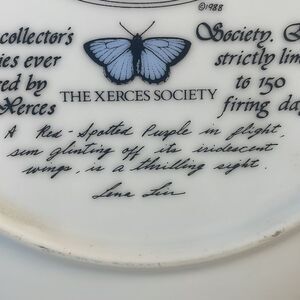 ©1988
collector's Society.
ies ever strictly lim
red by to 150
Xerces firing da
THE XERCES SOCIETY
A Red-Spotted Purple in flight,
sun glinting off its iridescent
wings, is a thrilling sight.
Lena Liu